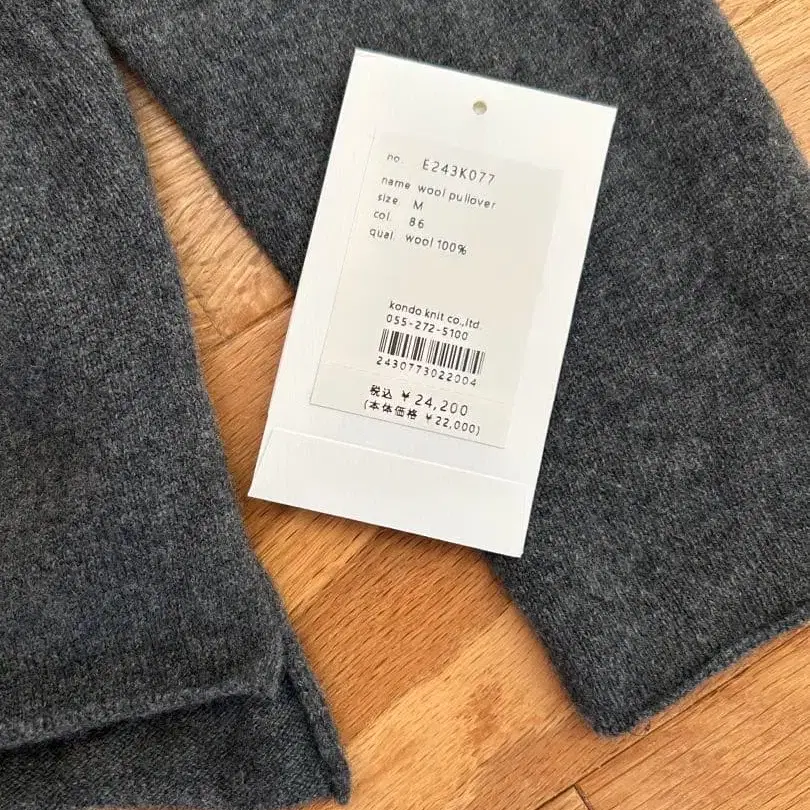 no. E243K077
name wool pullover
size M
col. 86
qual. wool 100%
kondo knit co.,ltd.
055-272-5100
2430773022004
税込 ¥24,200
(本体価格 ¥22,000)